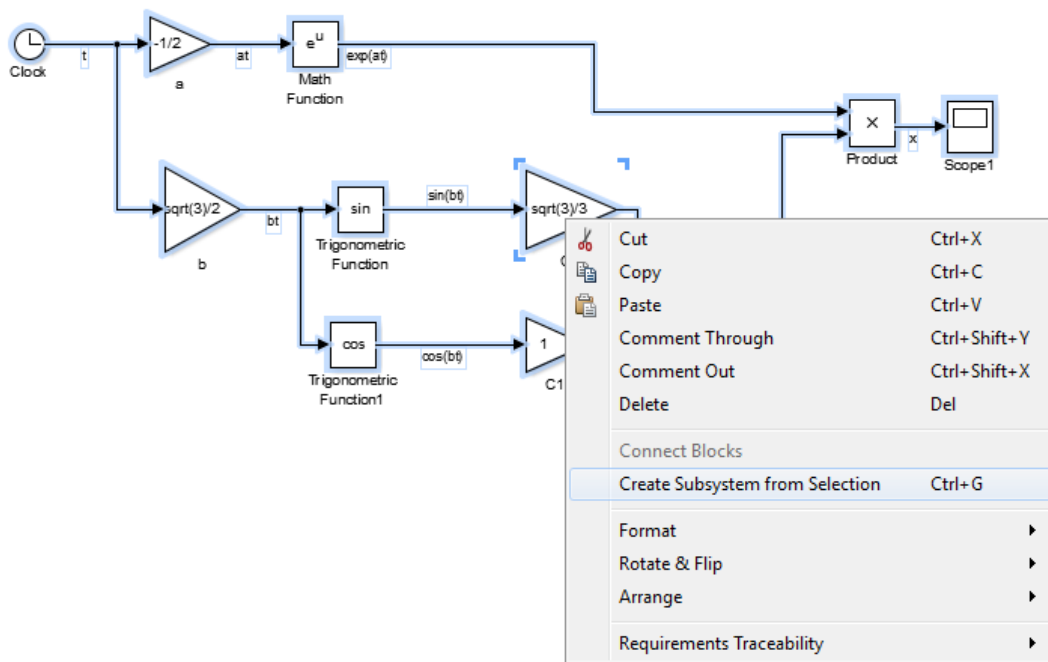 -1/2
e^u
t
at
exp(at)
Clock
a
Math
Function
×
x
Product
Scope1
sqrt(3)/2
sin
sin(bt)
sqrt(3)/3
bt
Trigonometric
Function
b
cos
cos(bt)
1
Trigonometric
Function1
C1
Cut Ctrl+X
Copy Ctrl+C
Paste Ctrl+V
Comment Through Ctrl+Shift+Y
Comment Out Ctrl+Shift+X
Delete Del
Connect Blocks
Create Subsystem from Selection Ctrl+G
Format
Rotate & Flip
Arrange
Requirements Traceability